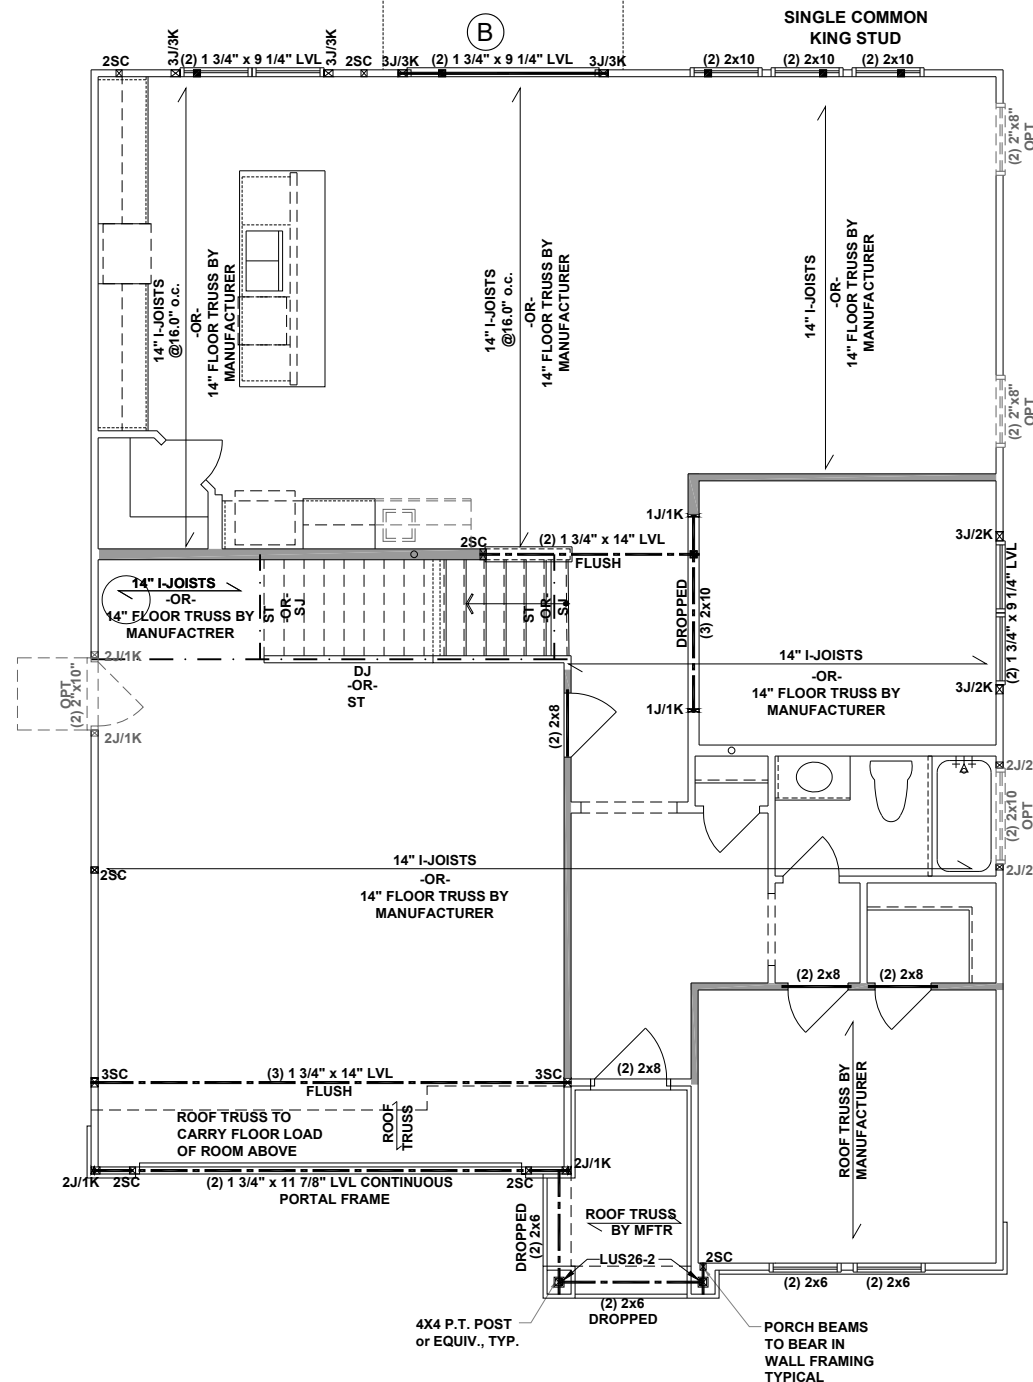 B
SINGLE COMMON
KING STUD
2SC
3J/3K
(2) 1 3/4" x 9 1/4" LVL
3J/3K
2SC
3J/3K
(2) 1 3/4" x 9 1/4" LVL
3J/3K
(2) 2x10
(2) 2x10
(2) 2x10
(2) 2"x8"
OPT
14" I-JOISTS
@16.0" o.c.
-OR-
14" FLOOR TRUSS BY
MANUFACTURER
14" I-JOISTS
@16.0" o.c.
-OR-
14" FLOOR TRUSS BY
MANUFACTURER
14" I-JOISTS
-OR-
14" FLOOR TRUSS BY
MANUFACTURER
(2) 2"x8"
OPT
1J/1K
2SC
(2) 1 3/4" x 14" LVL
FLUSH
3J/2K
14" I-JOISTS
-OR-
14" FLOOR TRUSS BY
MANUFACTRER
ST
-OR-
SJ
ST
-OR-
SJ
DROPPED
(3) 2x10
(2) 1 3/4" x 9 1/4" LVL
2J/1K
14" I-JOISTS
-OR-
14" FLOOR TRUSS BY
MANUFACTURER
DJ
-OR-
ST
OPT
(2) 2"x10"
3J/2K
1J/1K
(2) 2x8
2J/1K
2J/2
(2) 2x10
OPT
14" I-JOISTS
-OR-
14" FLOOR TRUSS BY
MANUFACTURER
2SC
2J/2
(2) 2x8
(2) 2x8
3SC
(3) 1 3/4" x 14" LVL
FLUSH
3SC
(2) 2x8
ROOF TRUSS TO
CARRY FLOOR LOAD
OF ROOM ABOVE
ROOF
TRUSS
ROOF TRUSS BY
MANUFACTURER
2J/1K
2SC
(2) 1 3/4" x 11 7/8" LVL CONTINUOUS
PORTAL FRAME
2SC
2J/1K
DROPPED
(2) 2x6
ROOF TRUSS
BY MFTR
LUS26-2
2SC
(2) 2x6
(2) 2x6
(2) 2x6
DROPPED
4X4 P.T. POST
or EQUIV., TYP.
PORCH BEAMS
TO BEAR IN
WALL FRAMING
TYPICAL